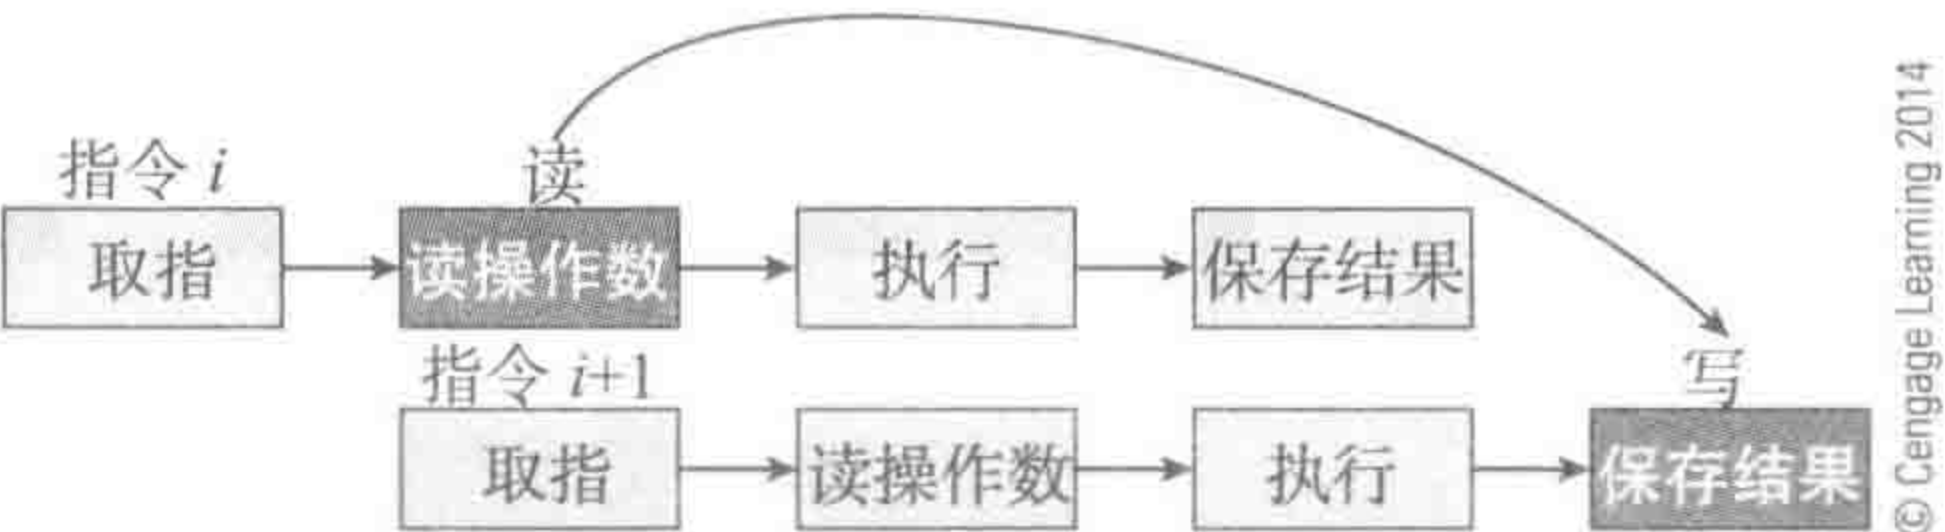 指令 i
读
取指
读操作数
执行
保存结果
指令 i+1
写
取指
读操作数
执行
保存结果
© Cengage Learning 2014